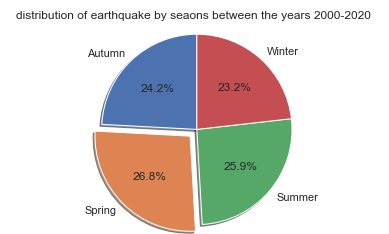 distribution of earthquake by seaons between the years 2000-2020
Autumn
Winter
24.2%
23.2%
26.8%
25.9%
Spring
Summer